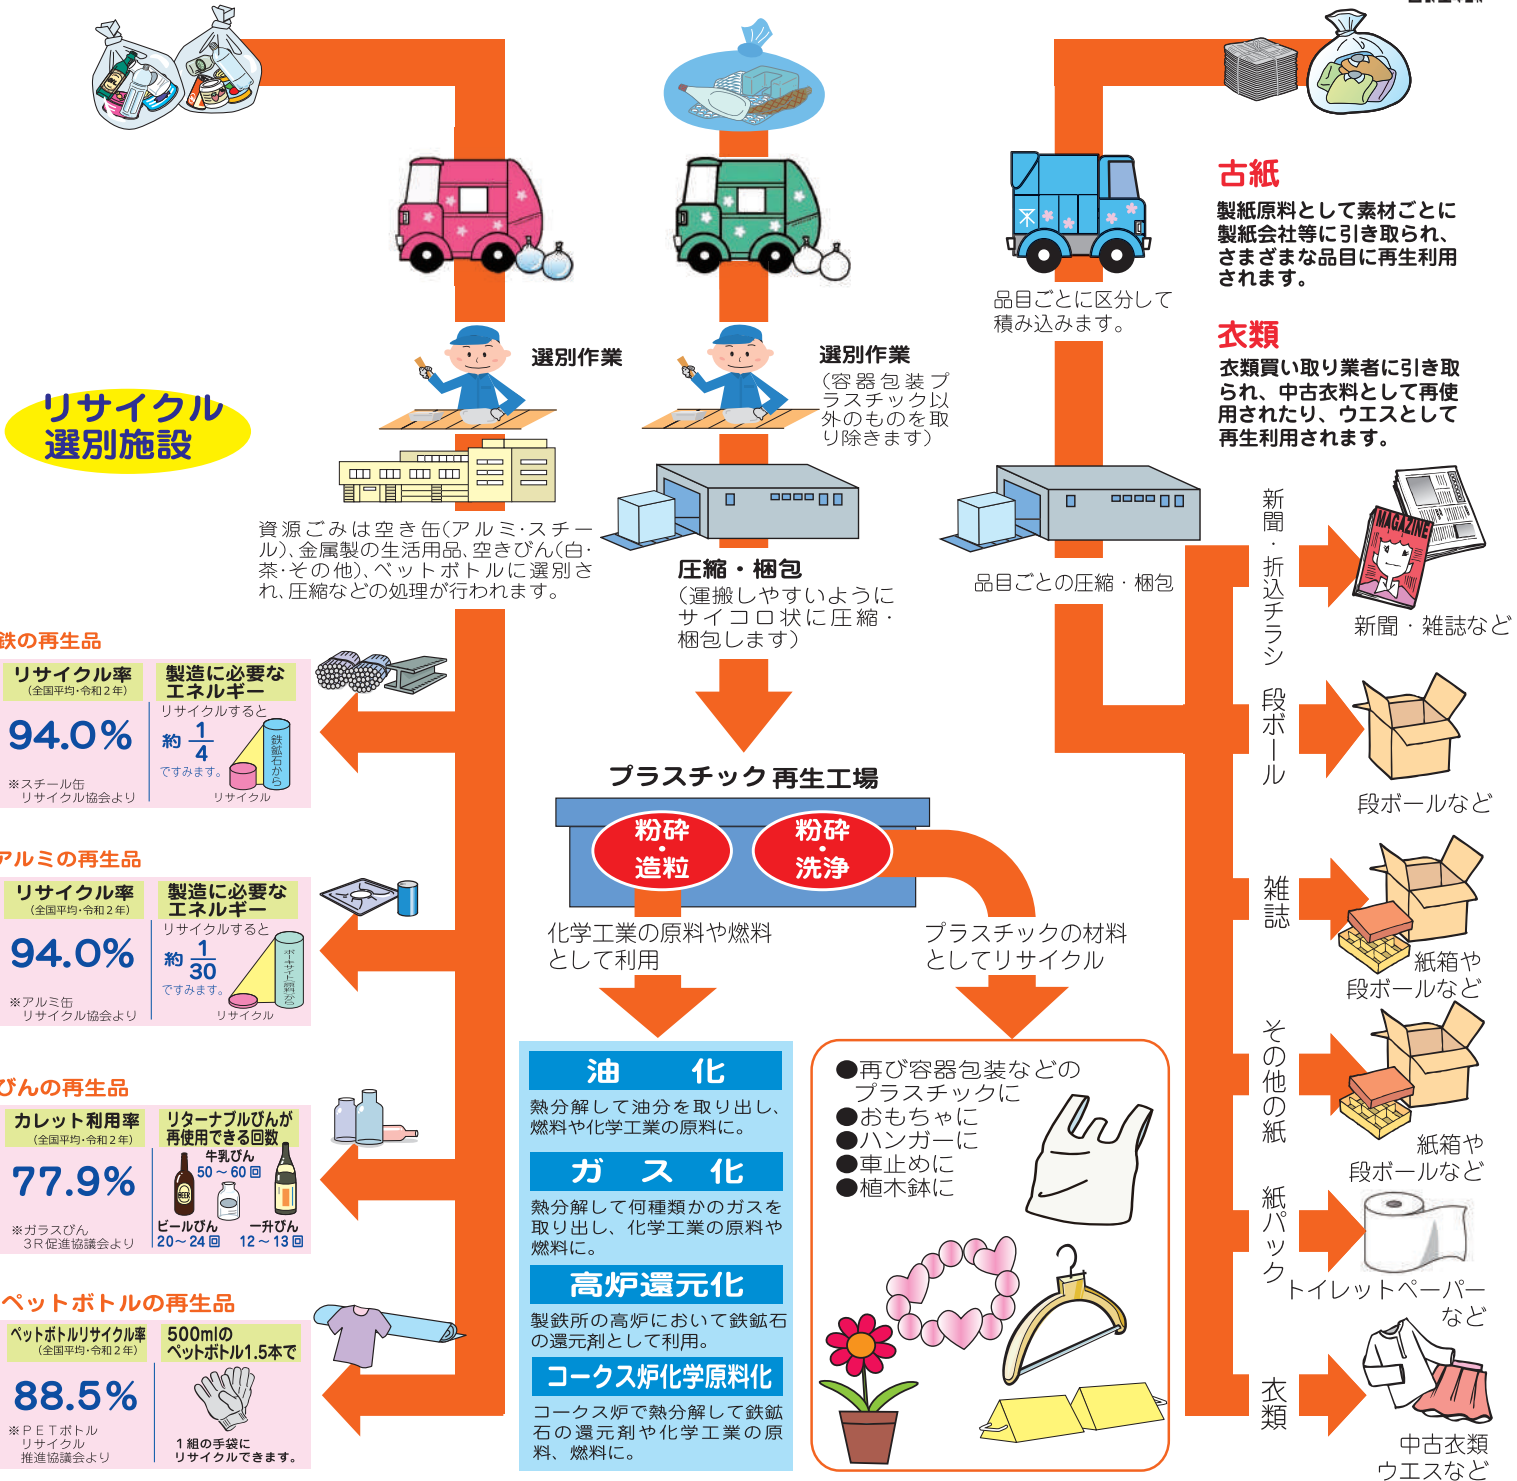 古紙
製紙原料として素材ごとに
製紙会社等に引き取られ、
さまざまな品目に再生利用
されます。
衣類
衣類買い取り業者に引き取
られ、中古衣料として再使
用されたり、ウエスとして
再生利用されます。
品目ごとに区分して
積み込みます。
選別作業
選別作業
(容器包装プ
ラスチック以
外のものを取
り除きます)
リサイクル
選別施設
資源ごみは空き缶(アルミ・スチー
ル)、金属製の生活用品、空きびん(白・
茶・その他)、ペットボトルに選別さ
れ、圧縮などの処理が行われます。
圧縮・梱包
(運搬しやすいように
サイコロ状に圧縮・
梱包します)
品目ごとの圧縮・梱包
鉄の再生品
リサイクル率
(全国平均・令和2年)
94.0%
※スチール缶
リサイクル協会より
製造に必要な
エネルギー
リサイクルすると
約 1/4
ですみます。
鉄鉱石から
リサイクル
アルミの再生品
リサイクル率
(全国平均・令和2年)
94.0%
※アルミ缶
リサイクル協会より
製造に必要な
エネルギー
リサイクルすると
約 1/30
ですみます。
ボーキサイト(原料)から
リサイクル
びんの再生品
カレット利用率
(全国平均・令和2年)
77.9%
※ガラスびん
3R促進協議会より
リターナブルびんが
再使用できる回数
牛乳びん
50～60回
BEER
ビールびん
20～24回
一升びん
12～13回
ペットボトルの再生品
ペットボトルリサイクル率
(全国平均・令和2年)
88.5%
※PETボトル
リサイクル
推進協議会より
500mlの
ペットボトル1.5本で
1組の手袋に
リサイクルできます。
プラスチック再生工場
粉砕
・
造粒
粉砕
・
洗浄
化学工業の原料や燃料
として利用
プラスチックの材料
としてリサイクル
油化
熱分解して油分を取り出し、
燃料や化学工業の原料に。
ガス化
熱分解して何種類かのガスを
取り出し、化学工業の原料や
燃料に。
高炉還元化
製鉄所の高炉において鉄鉱石
の還元剤として利用。
コークス炉化学原料化
コークス炉で熱分解して鉄鉱
石の還元剤や化学工業の原
料、燃料に。
●再び容器包装などの
プラスチックに
●おもちゃに
●ハンガーに
●車止めに
●植木鉢に
新聞・折込チラシ
MAGAZINE
新聞・雑誌など
段ボール
段ボールなど
雑誌
紙箱や
段ボールなど
その他の紙
紙箱や
段ボールなど
紙パック
トイレットペーパー
など
衣類
中古衣類
ウエスなど